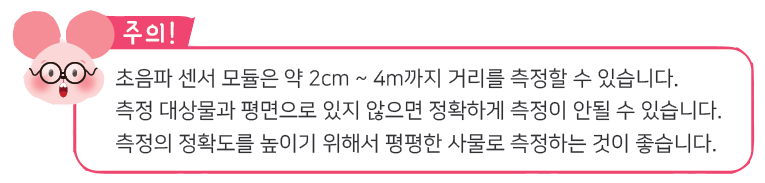 주의!
초음파 센서 모듈은 약 2cm ~ 4m까지 거리를 측정할 수 있습니다.
측정 대상물과 평면으로 있지 않으면 정확하게 측정이 안될 수 있습니다.
측정의 정확도를 높이기 위해서 평평한 사물로 측정하는 것이 좋습니다.